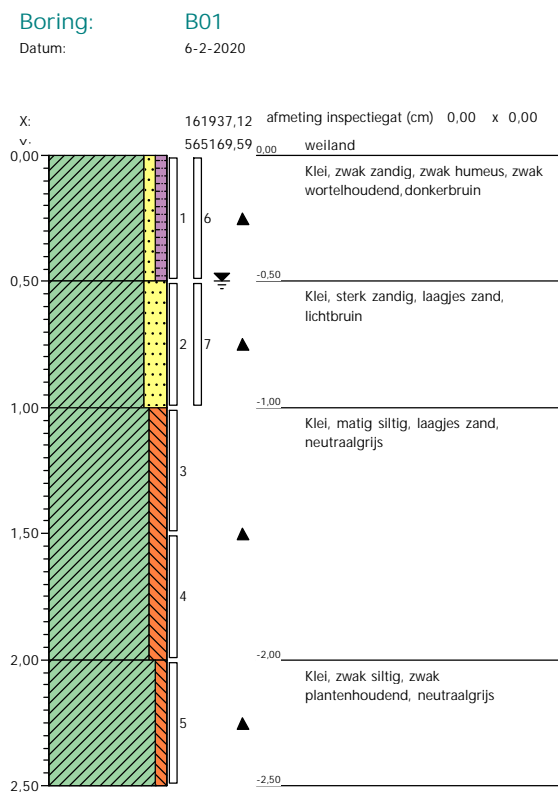 Boring: B01
Datum: 6-2-2020
X: 161937,12 afmeting inspectiegat (cm) 0,00 x 0,00
565169,59 weiland
0,00 0,00
Klei, zwak zandig, zwak humeus, zwak
wortelhoudend, donkerbruin
1 6
0,50 -0,50
Klei, sterk zandig, laagjes zand,
lichtbruin
2 7
1,00 -1,00
Klei, matig siltig, laagjes zand,
neutraalgrijs
3
1,50
4
2,00 -2,00
Klei, zwak siltig, zwak
plantenhoudend, neutraalgrijs
5
2,50 -2,50